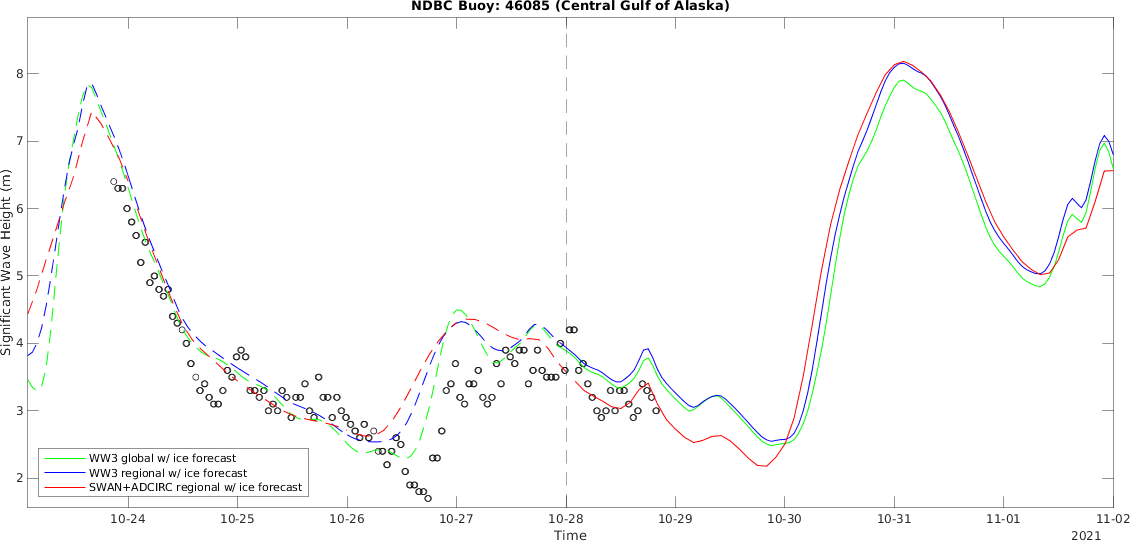 NDBC Buoy: 46085 (Central Gulf of Alaska)
Significant Wave Height (m)
8
7
6
5
4
3
2
WW3 global w/ ice forecast
WW3 regional w/ ice forecast
SWAN+ADCIRC regional w/ ice forecast
10-24 10-25 10-26 10-27 10-28 10-29 10-30 10-31 11-01 11-02
Time
2021